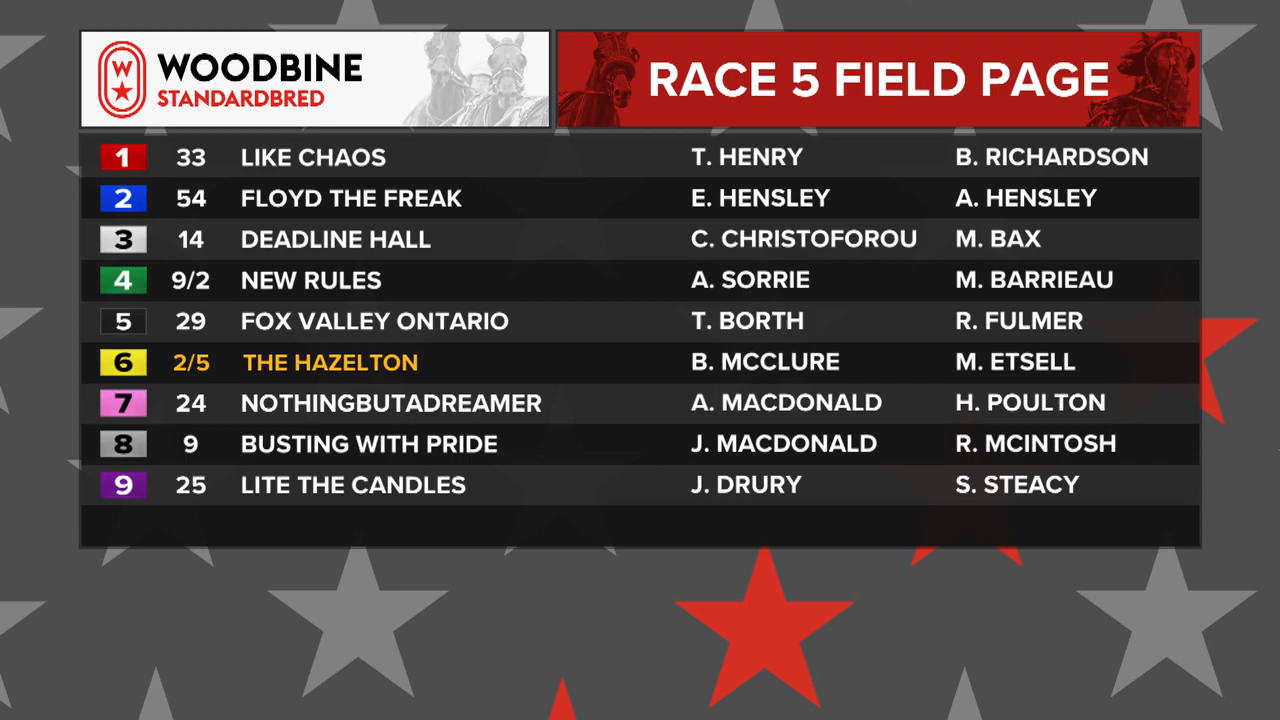 W
WOODBINE
STANDARDBRED
RACE 5 FIELD PAGE
1 33 LIKE CHAOS T. HENRY B. RICHARDSON
2 54 FLOYD THE FREAK E. HENSLEY A. HENSLEY
3 14 DEADLINE HALL C. CHRISTOFOROU M. BAX
4 9/2 NEW RULES A. SORRIE M. BARRIEAU
5 29 FOX VALLEY ONTARIO T. BORTH R. FULMER
6 2/5 THE HAZELTON B. MCCLURE M. ETSELL
7 24 NOTHINGBUTADREAMER A. MACDONALD H. POULTON
8 9 BUSTING WITH PRIDE J. MACDONALD R. MCINTOSH
9 25 LITE THE CANDLES J. DRURY S. STEACY